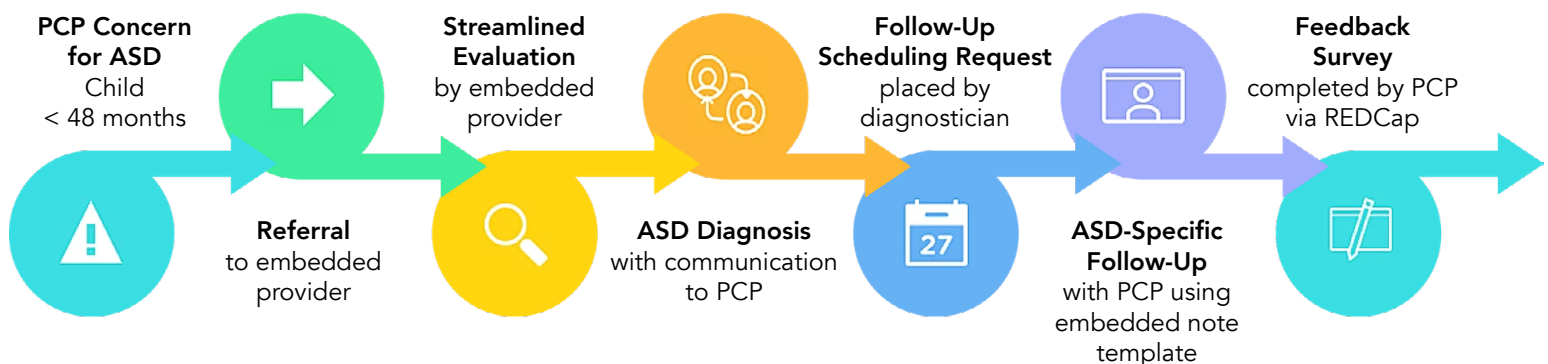 PCP Concern
for ASD
Child
< 48 months
Referral
to embedded
provider
Streamlined
Evaluation
by embedded
provider
ASD Diagnosis
with communication
to PCP
Follow-Up
Scheduling Request
placed by
diagnostician
27
ASD-Specific
Follow-Up
with PCP using
embedded note
template
Feedback
Survey
completed by PCP
via REDCap